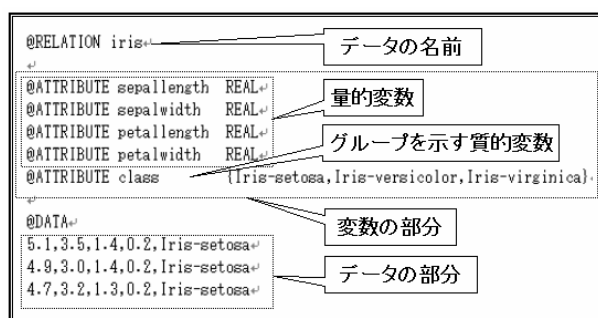 @RELATION iris↵
データの名前
↵
@ATTRIBUTE sepallength REAL↵
@ATTRIBUTE sepalwidth REAL↵
量的変数
@ATTRIBUTE petallength REAL↵
@ATTRIBUTE petalwidth REAL↵
グループを示す質的変数
@ATTRIBUTE class {Iris-setosa,Iris-versicolor,Iris-virginica}↵
↵
@DATA↵
変数の部分
5.1,3.5,1.4,0.2,Iris-setosa↵
4.9,3.0,1.4,0.2,Iris-setosa↵
データの部分
4.7,3.2,1.3,0.2,Iris-setosa↵